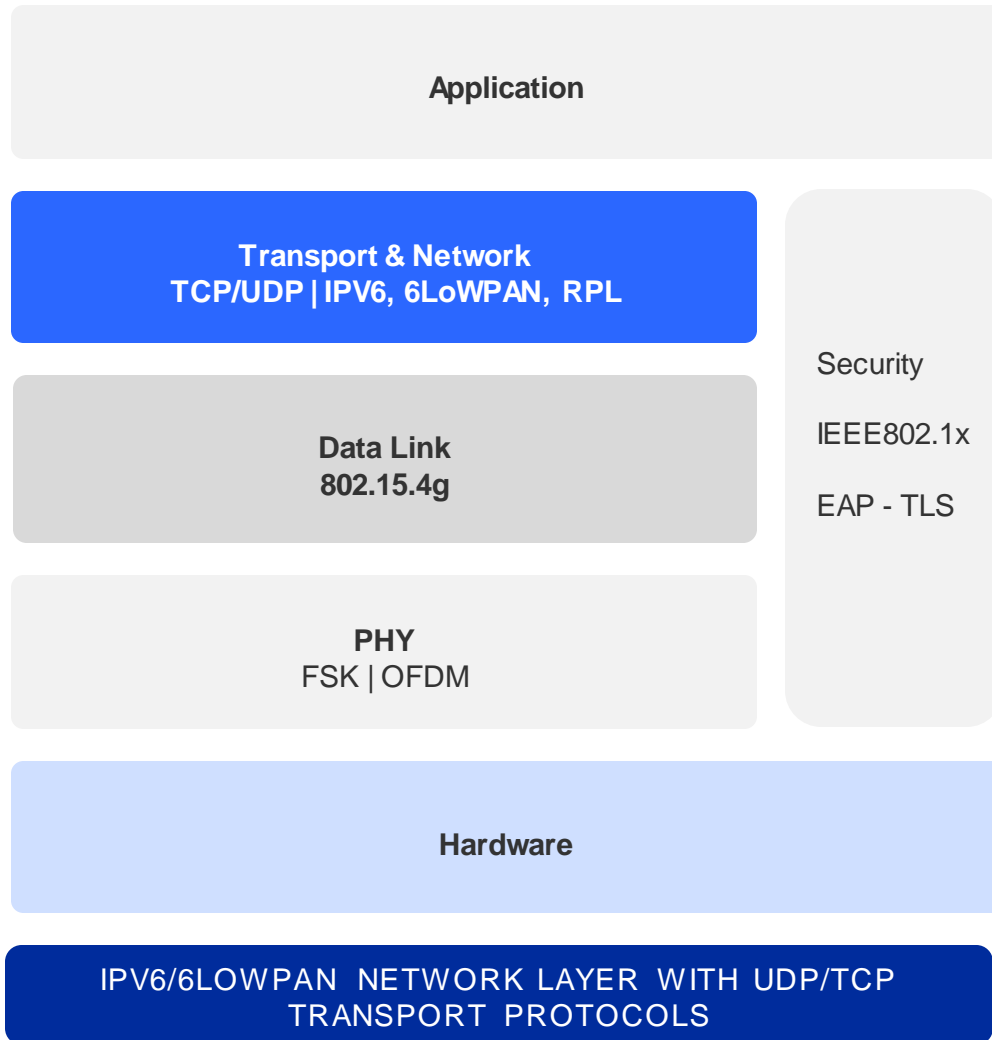 Application
Transport & Network
TCP/UDP | IPV6, 6LoWPAN, RPL
Data Link
802.15.4g
PHY
FSK | OFDM
Security
IEEE802.1x
EAP - TLS
Hardware
IPV6/6LOWPAN NETWORK LAYER WITH UDP/TCP
TRANSPORT PROTOCOLS